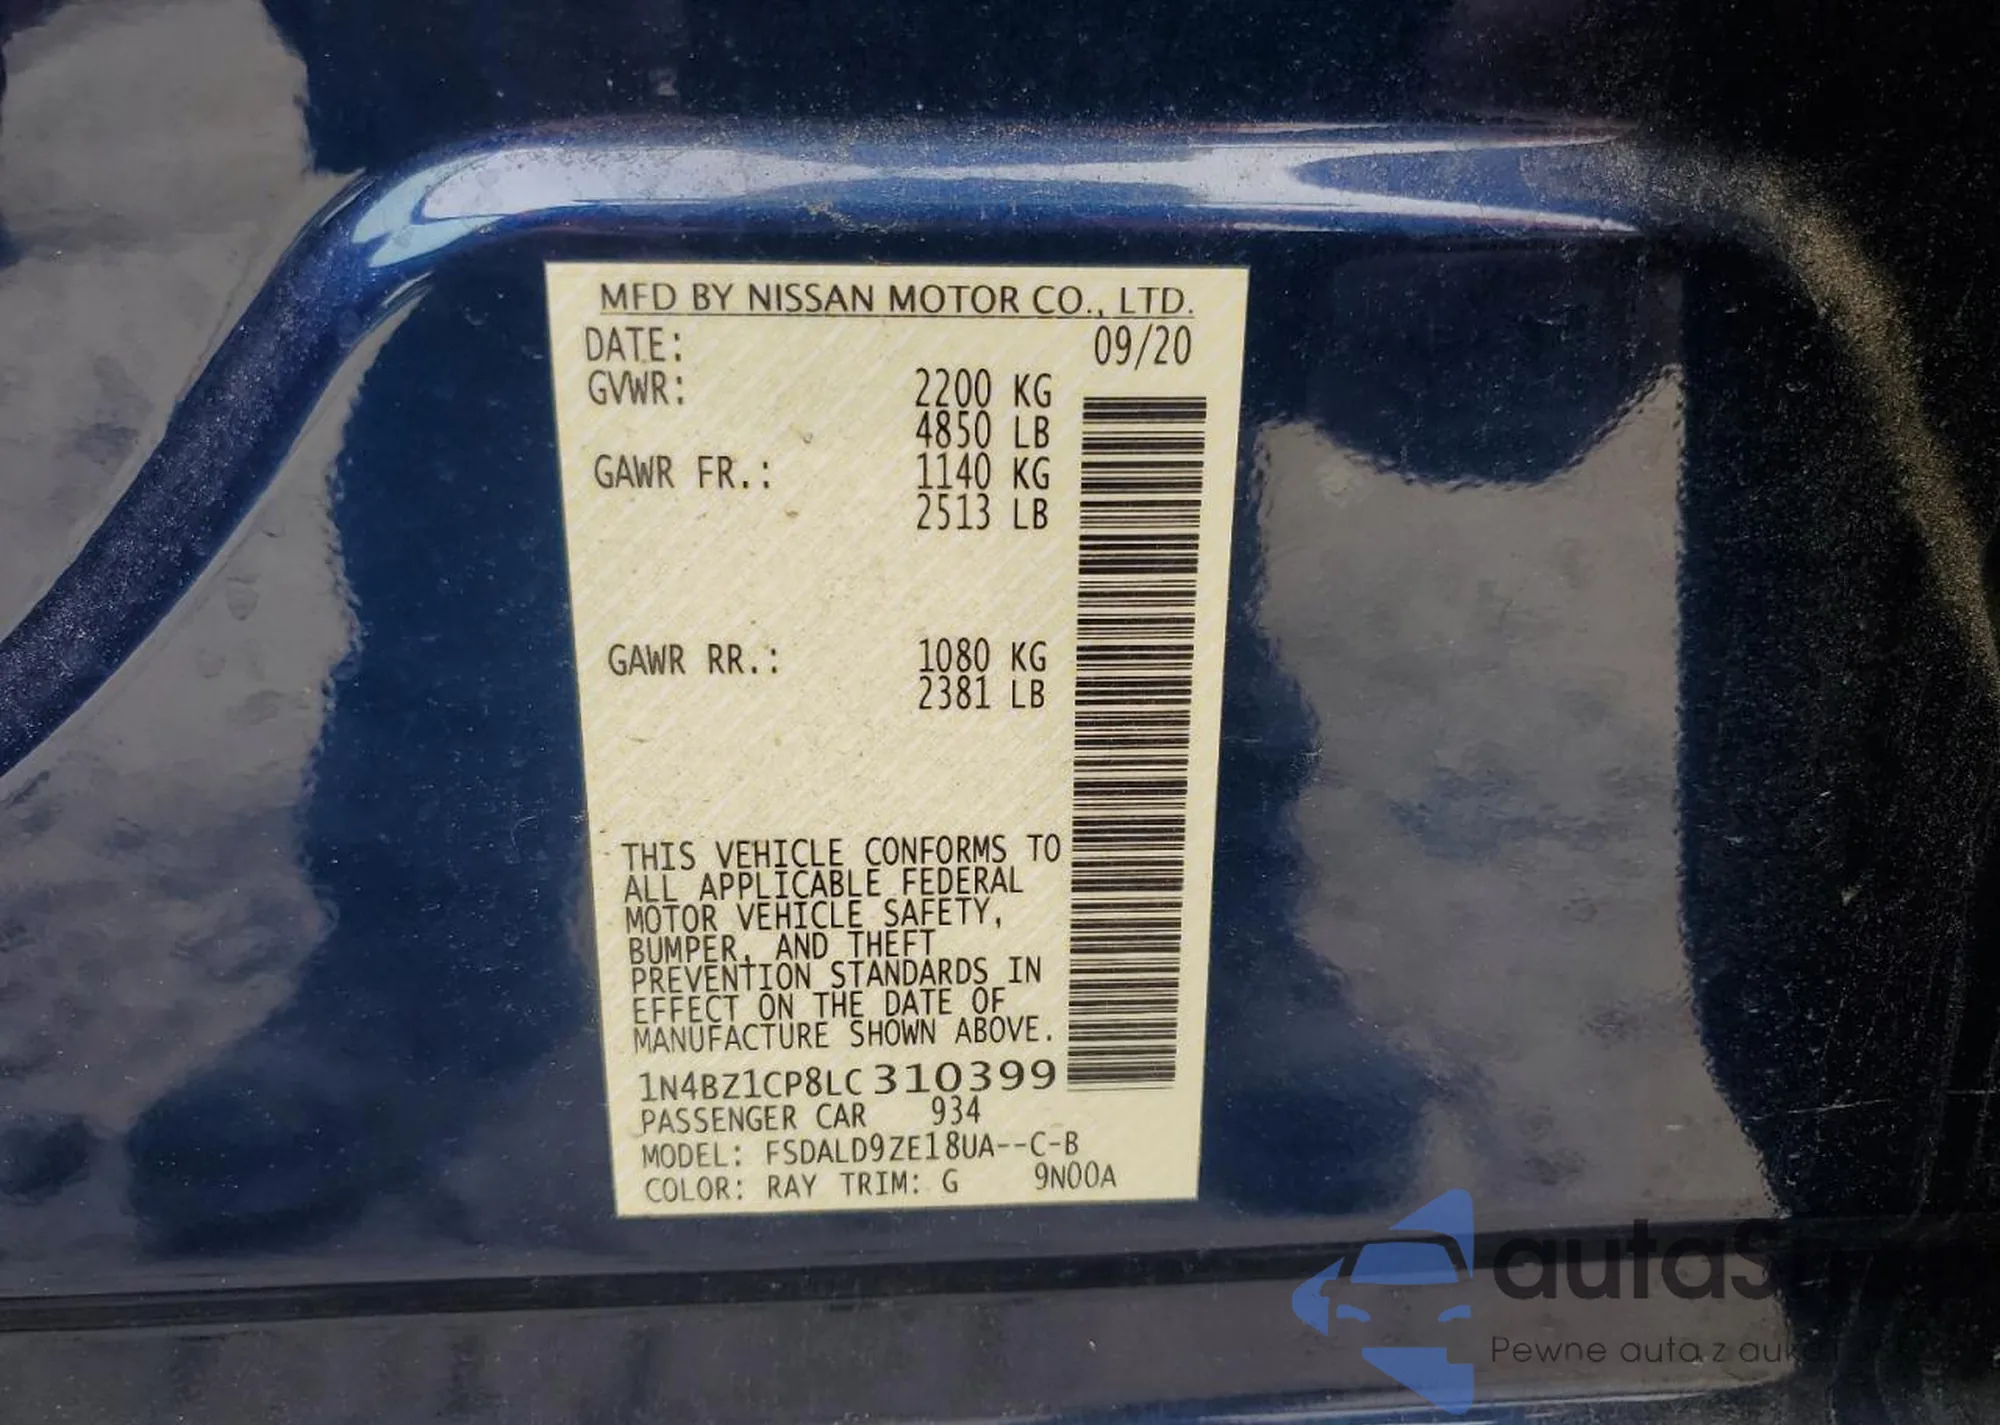 MFD BY NISSAN MOTOR CO., LTD.
DATE: 09/20
GVWR: 2200 KG
4850 LB
GAWR FR.: 1140 KG
2513 LB
GAWR RR.: 1080 KG
2381 LB
THIS VEHICLE CONFORMS TO
ALL APPLICABLE FEDERAL
MOTOR VEHICLE SAFETY,
BUMPER, AND THEFT
PREVENTION STANDARDS IN
EFFECT ON THE DATE OF
MANUFACTURE SHOWN ABOVE.
1N4BZ1CP8LC310399
PASSENGER CAR 934
MODEL: FSDALD9ZE18UA--C-B
COLOR: RAY TRIM: G 9N00A
Pewne auta z